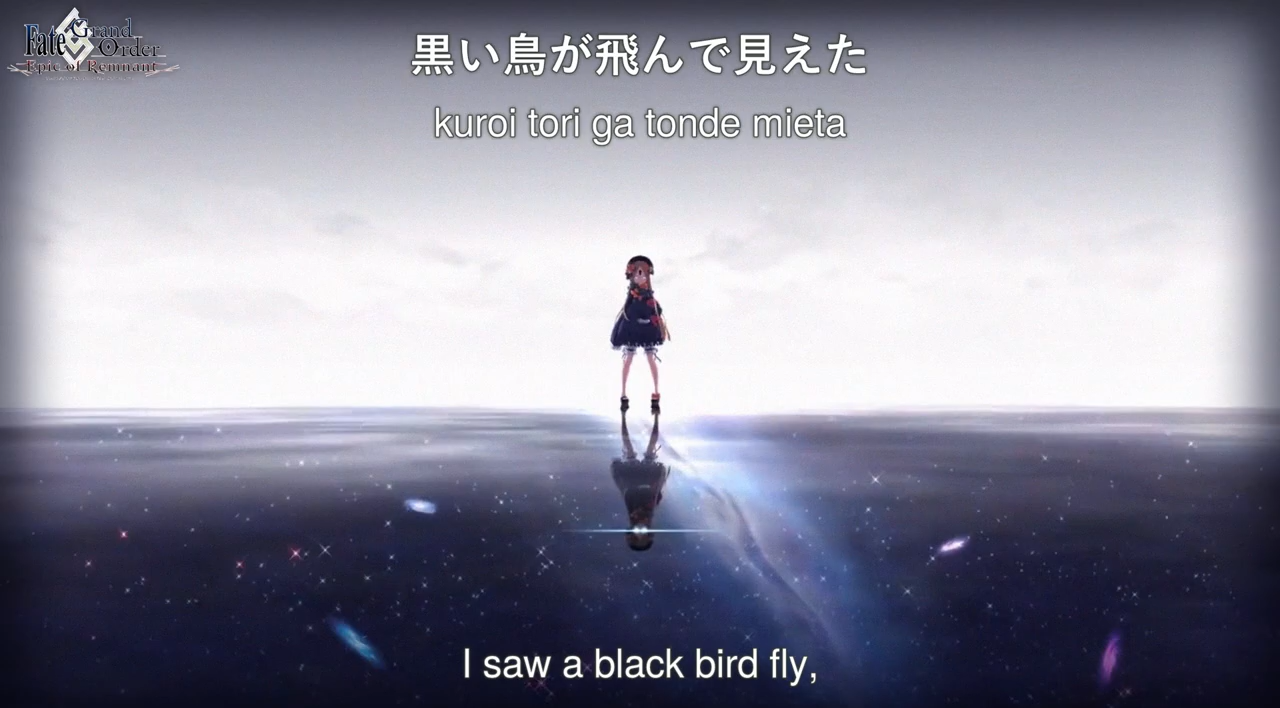 Fate
Grand
Order
Epic of Remnant
黒い鳥が飛んで見えた
kuroi tori ga tonde mieta
I saw a black bird fly,